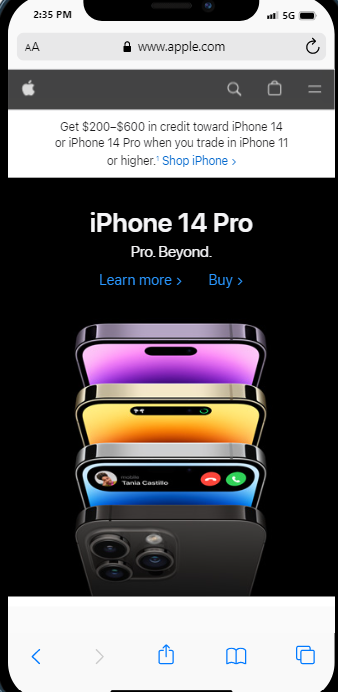 2:35 PM
5G
AA
www.apple.com
Get $200–$600 in credit toward iPhone 14
or iPhone 14 Pro when you trade in iPhone 11
or higher.¹ Shop iPhone >
iPhone 14 Pro
Pro. Beyond.
Learn more > Buy >
mobile
Tania Castillo